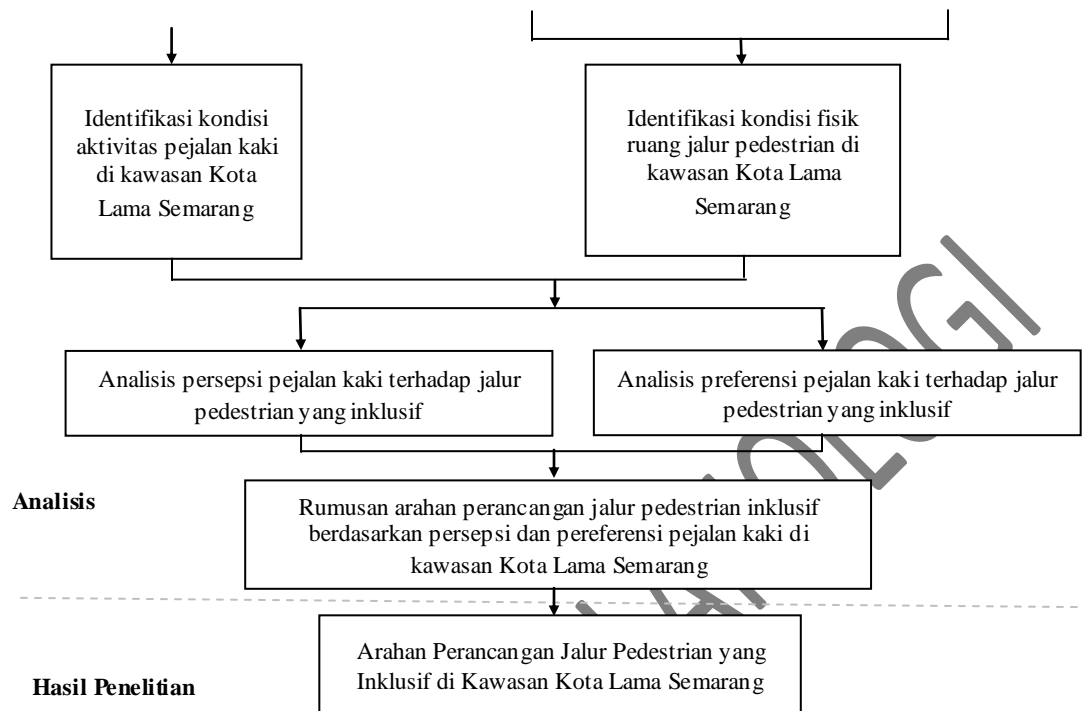 Identifikasi kondisi
aktivitas pejalan kaki
di kawasan Kota
Lama Semarang
Identifikasi kondisi fisik
ruang jalur pedestrian di
kawasan Kota Lama
Semarang
Analisis persepsi pejalan kaki terhadap jalur
pedestrian yang inklusif
Analisis preferensi pejalan kaki terhadap jalur
pedestrian yang inklusif
Analisis
Rumusan arahan perancangan jalur pedestrian inklusif
berdasarkan persepsi dan pereferensi pejalan kaki di
kawasan Kota Lama Semarang
Hasil Penelitian
Arahan Perancangan Jalur Pedestrian yang
Inklusif di Kawasan Kota Lama Semarang